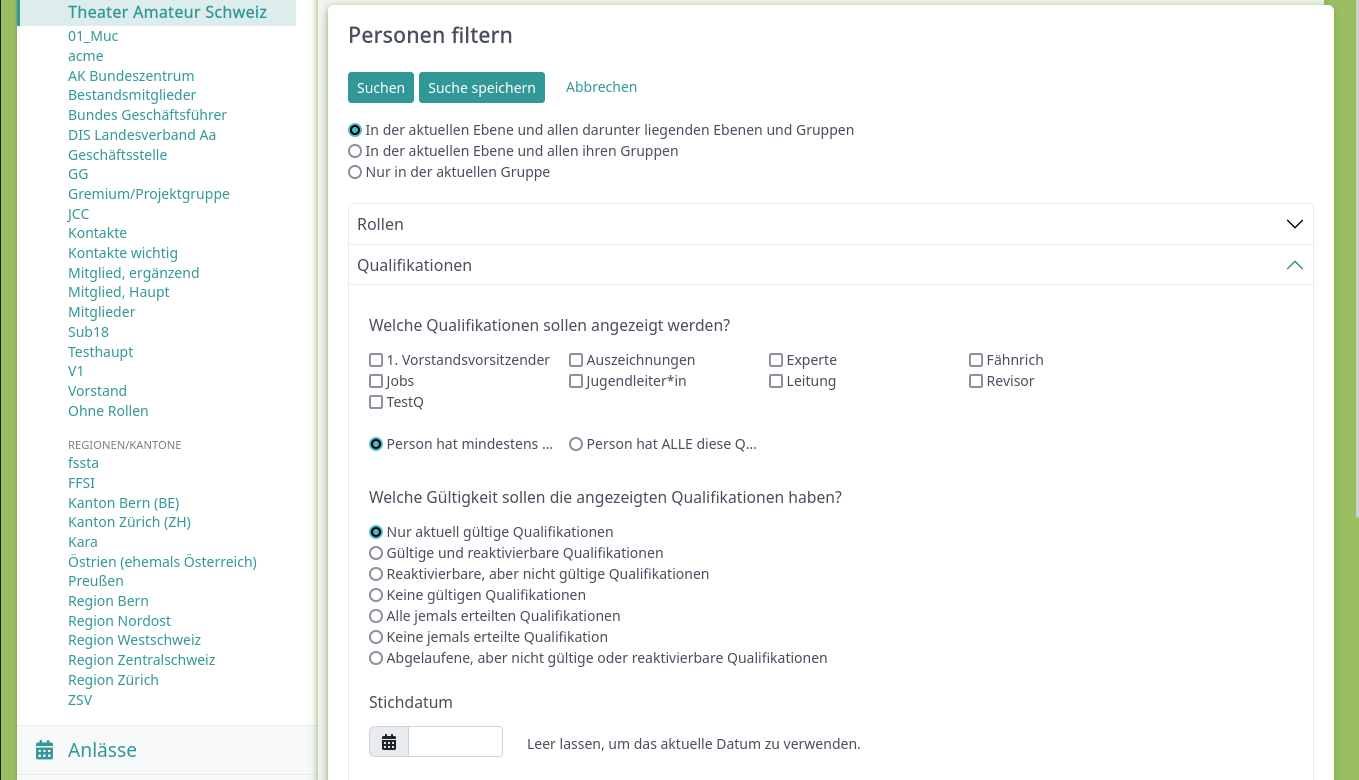 Theater Amateur Schweiz
01_Muc
acme
AK Bundeszentrum
Bestandsmitglieder
Bundes Geschäftsführer
DIS Landesverband Aa
Geschäftsstelle
GG
Gremium/Projektgruppe
JCC
Kontakte
Kontakte wichtig
Mitglied, ergänzend
Mitglied, Haupt
Mitglieder
Sub18
Testhaupt
V1
Vorstand
Ohne Rollen
REGIONEN/KANTONE
fssta
FFSI
Kanton Bern (BE)
Kanton Zürich (ZH)
Kara
Östrien (ehemals Österreich)
Preußen
Region Bern
Region Nordost
Region Westschweiz
Region Zentralschweiz
Region Zürich
ZSV
Anlässe
Personen filtern
Suchen Suche speichern Abbrechen
In der aktuellen Ebene und allen darunter liegenden Ebenen und Gruppen
In der aktuellen Ebene und allen ihren Gruppen
Nur in der aktuellen Gruppe
Rollen
Qualifikationen
Welche Qualifikationen sollen angezeigt werden?
1. Vorstandsvorsitzender Auszeichnungen Experte Fähnrich
Jobs Jugendleiter*in Leitung Revisor
TestQ
Person hat mindestens ... Person hat ALLE diese Q...
Welche Gültigkeit sollen die angezeigten Qualifikationen haben?
Nur aktuell gültige Qualifikationen
Gültige und reaktivierbare Qualifikationen
Reaktivierbare, aber nicht gültige Qualifikationen
Keine gültigen Qualifikationen
Alle jemals erteilten Qualifikationen
Keine jemals erteilte Qualifikation
Abgelaufene, aber nicht gültige oder reaktivierbare Qualifikationen
Stichdatum
Leer lassen, um das aktuelle Datum zu verwenden.